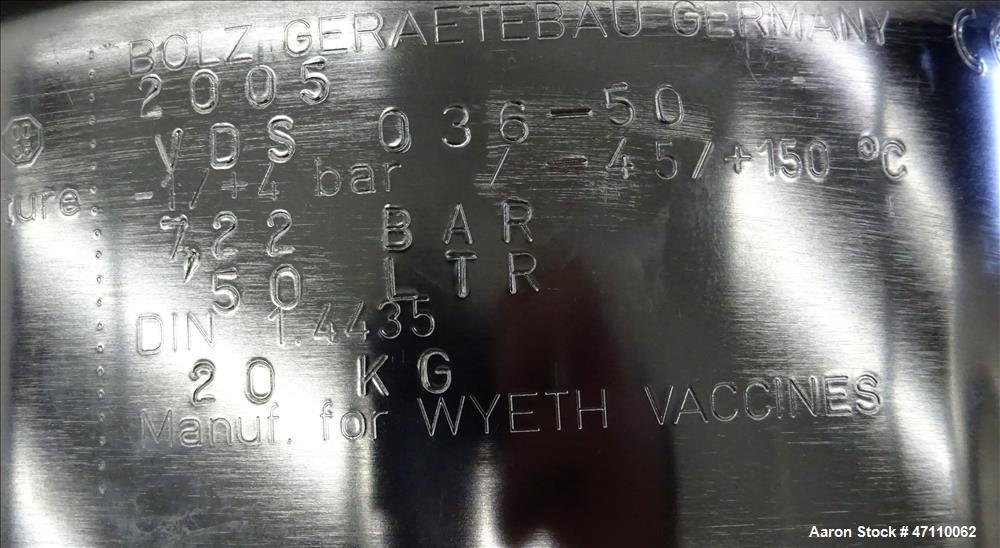 BOLZ GERAETEBAU GERMANY C
2005
VDS 036-50
-1/+4 bar / -45/+150 °C
ture:
7,22 BAR
50 LTR
DIN 1.4435
20 KG
Manuf. for WYETH VACCINES
Aaron Stock # 47110062